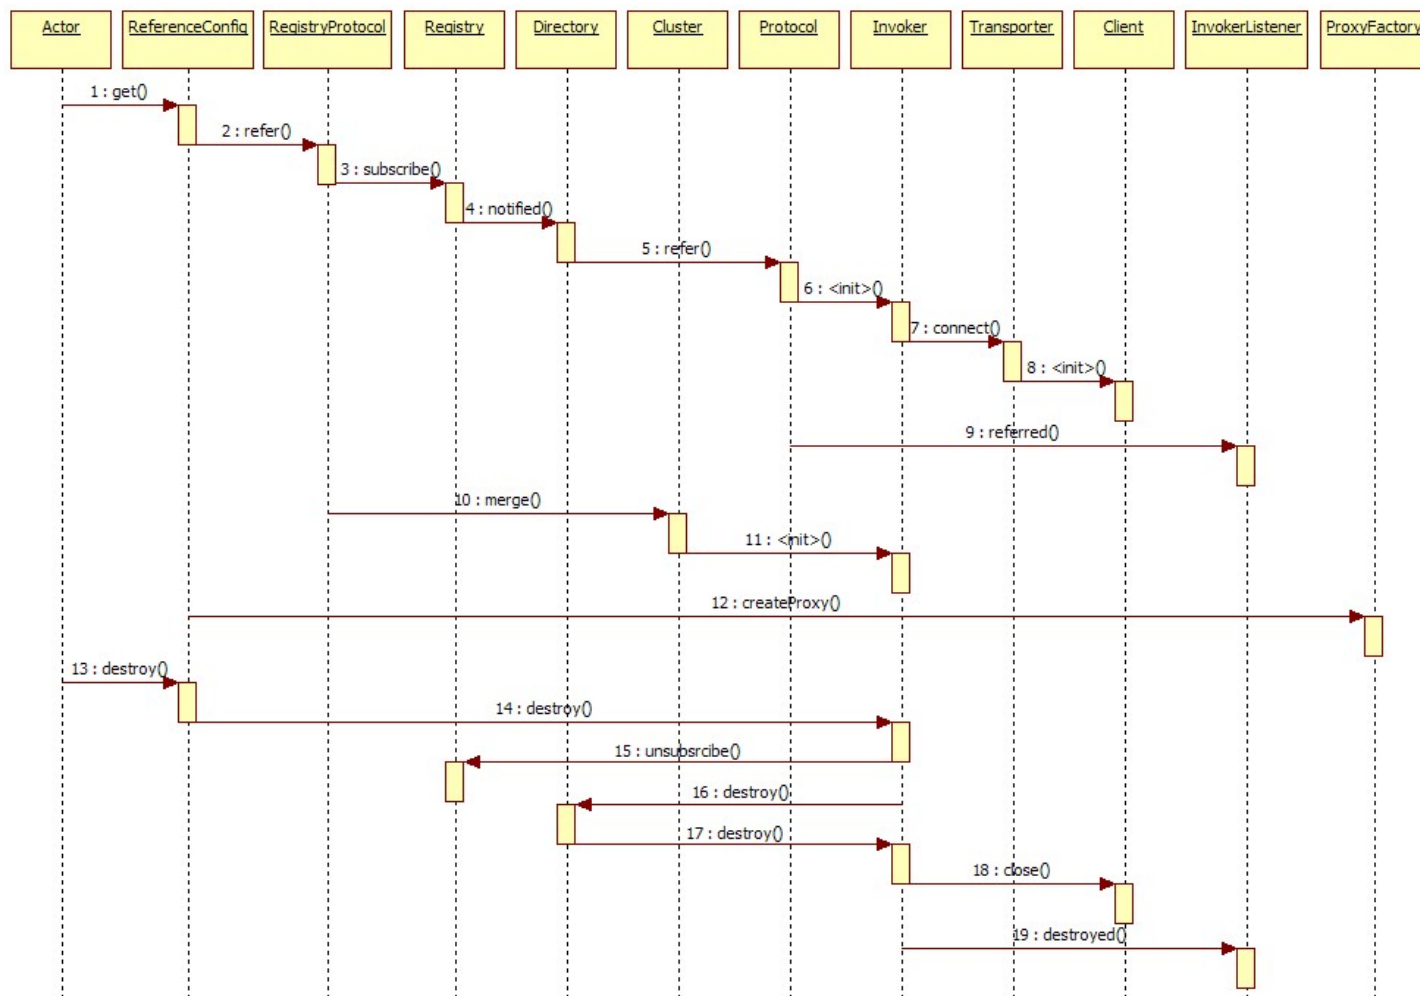 Actor
ReferenceConfig
RegistryProtocol
Registry
Directory
Cluster
Protocol
Invoker
Transporter
Client
InvokerListener
ProxyFactory
1 : get()
2 : refer()
3 : subscribe()
4 : notified()
5 : refer()
6 : <init>()
7 : connect()
8 : <init>()
9 : referred()
10 : merge()
11 : <init>()
12 : createProxy()
13 : destroy()
14 : destroy()
15 : unsubsrcibe()
16 : destroy()
17 : destroy()
18 : close()
19 : destroyed()